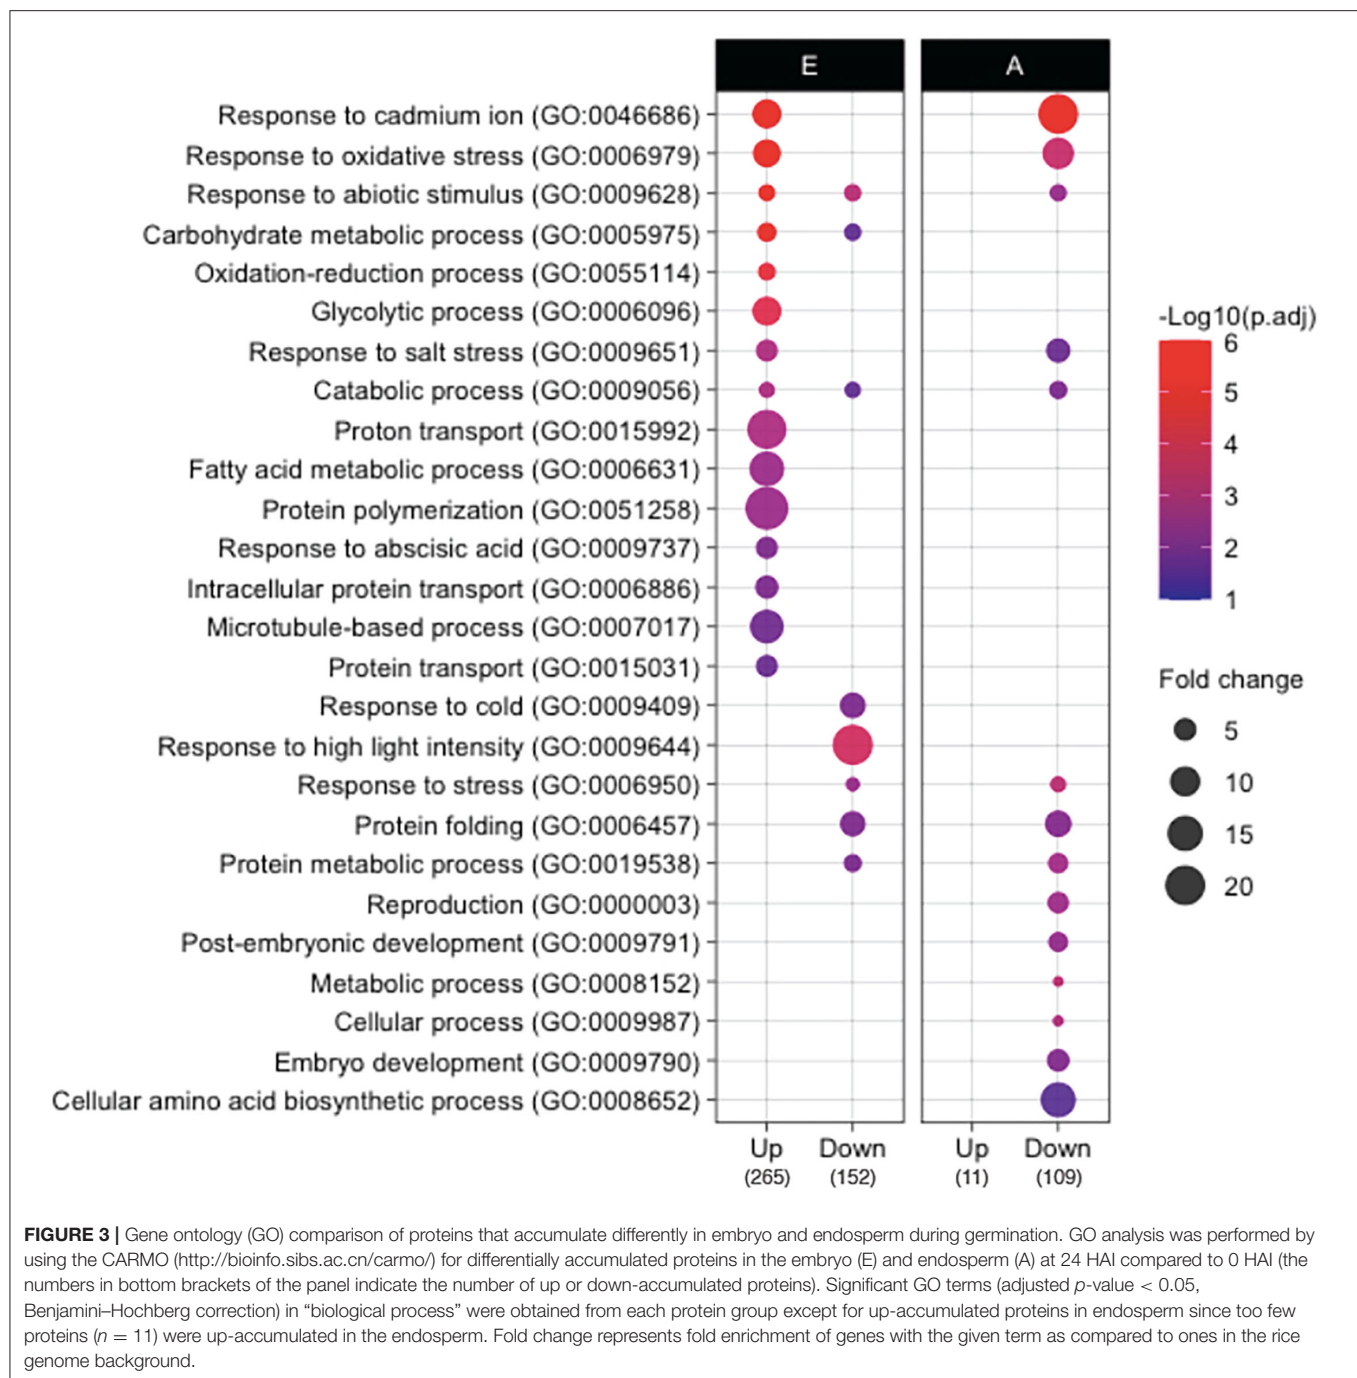 E
A
Response to cadmium ion (GO:0046686)
Response to oxidative stress (GO:0006979)
Response to abiotic stimulus (GO:0009628)
Carbohydrate metabolic process (GO:0005975)
Oxidation-reduction process (GO:0055114)
Glycolytic process (GO:0006096)
Response to salt stress (GO:0009651)
Catabolic process (GO:0009056)
Proton transport (GO:0015992)
Fatty acid metabolic process (GO:0006631)
Protein polymerization (GO:0051258)
Response to abscisic acid (GO:0009737)
Intracellular protein transport (GO:0006886)
Microtubule-based process (GO:0007017)
Protein transport (GO:0015031)
Response to cold (GO:0009409)
Response to high light intensity (GO:0009644)
Response to stress (GO:0006950)
Protein folding (GO:0006457)
Protein metabolic process (GO:0019538)
Reproduction (GO:0000003)
Post-embryonic development (GO:0009791)
Metabolic process (GO:0008152)
Cellular process (GO:0009987)
Embryo development (GO:0009790)
Cellular amino acid biosynthetic process (GO:0008652)
Up Down Up Down
(265) (152) (11) (109)
-Log10(p.adj)
6
5
4
3
2
1
Fold change
5
10
15
20
FIGURE 3 | Gene ontology (GO) comparison of proteins that accumulate differently in embryo and endosperm during germination. GO analysis was performed by
using the CARMO (http://bioinfo.sibs.ac.cn/carmo/) for differentially accumulated proteins in the embryo (E) and endosperm (A) at 24 HAI compared to 0 HAI (the
numbers in bottom brackets of the panel indicate the number of up or down-accumulated proteins). Significant GO terms (adjusted p-value < 0.05,
Benjamini–Hochberg correction) in “biological process” were obtained from each protein group except for up-accumulated proteins in endosperm since too few
proteins (n = 11) were up-accumulated in the endosperm. Fold change represents fold enrichment of genes with the given term as compared to ones in the rice
genome background.